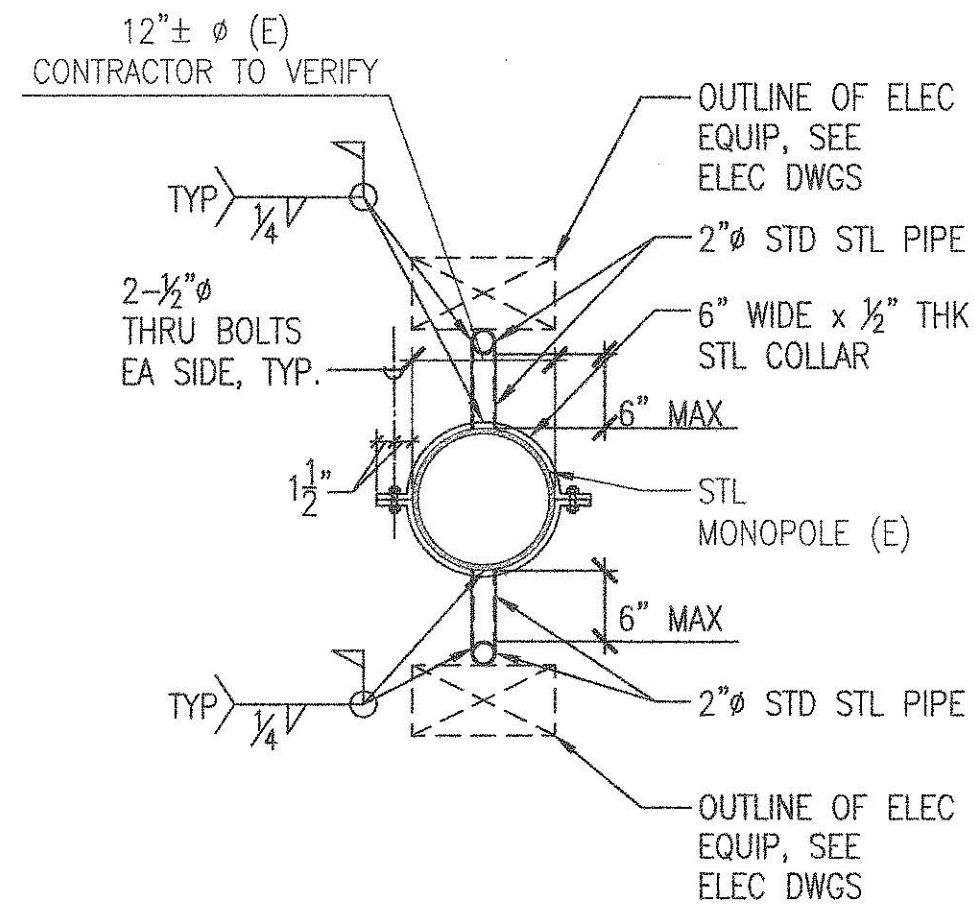 12"± ø (E)
CONTRACTOR TO VERIFY
OUTLINE OF ELEC
EQUIP, SEE
ELEC DWGS
TYP
1/4
2"ø STD STL PIPE
2-½"ø
THRU BOLTS
EA SIDE, TYP.
6" WIDE x ½" THK
STL COLLAR
6" MAX
1½"
STL
MONOPOLE (E)
6" MAX
TYP
1/4
2"ø STD STL PIPE
OUTLINE OF ELEC
EQUIP, SEE
ELEC DWGS